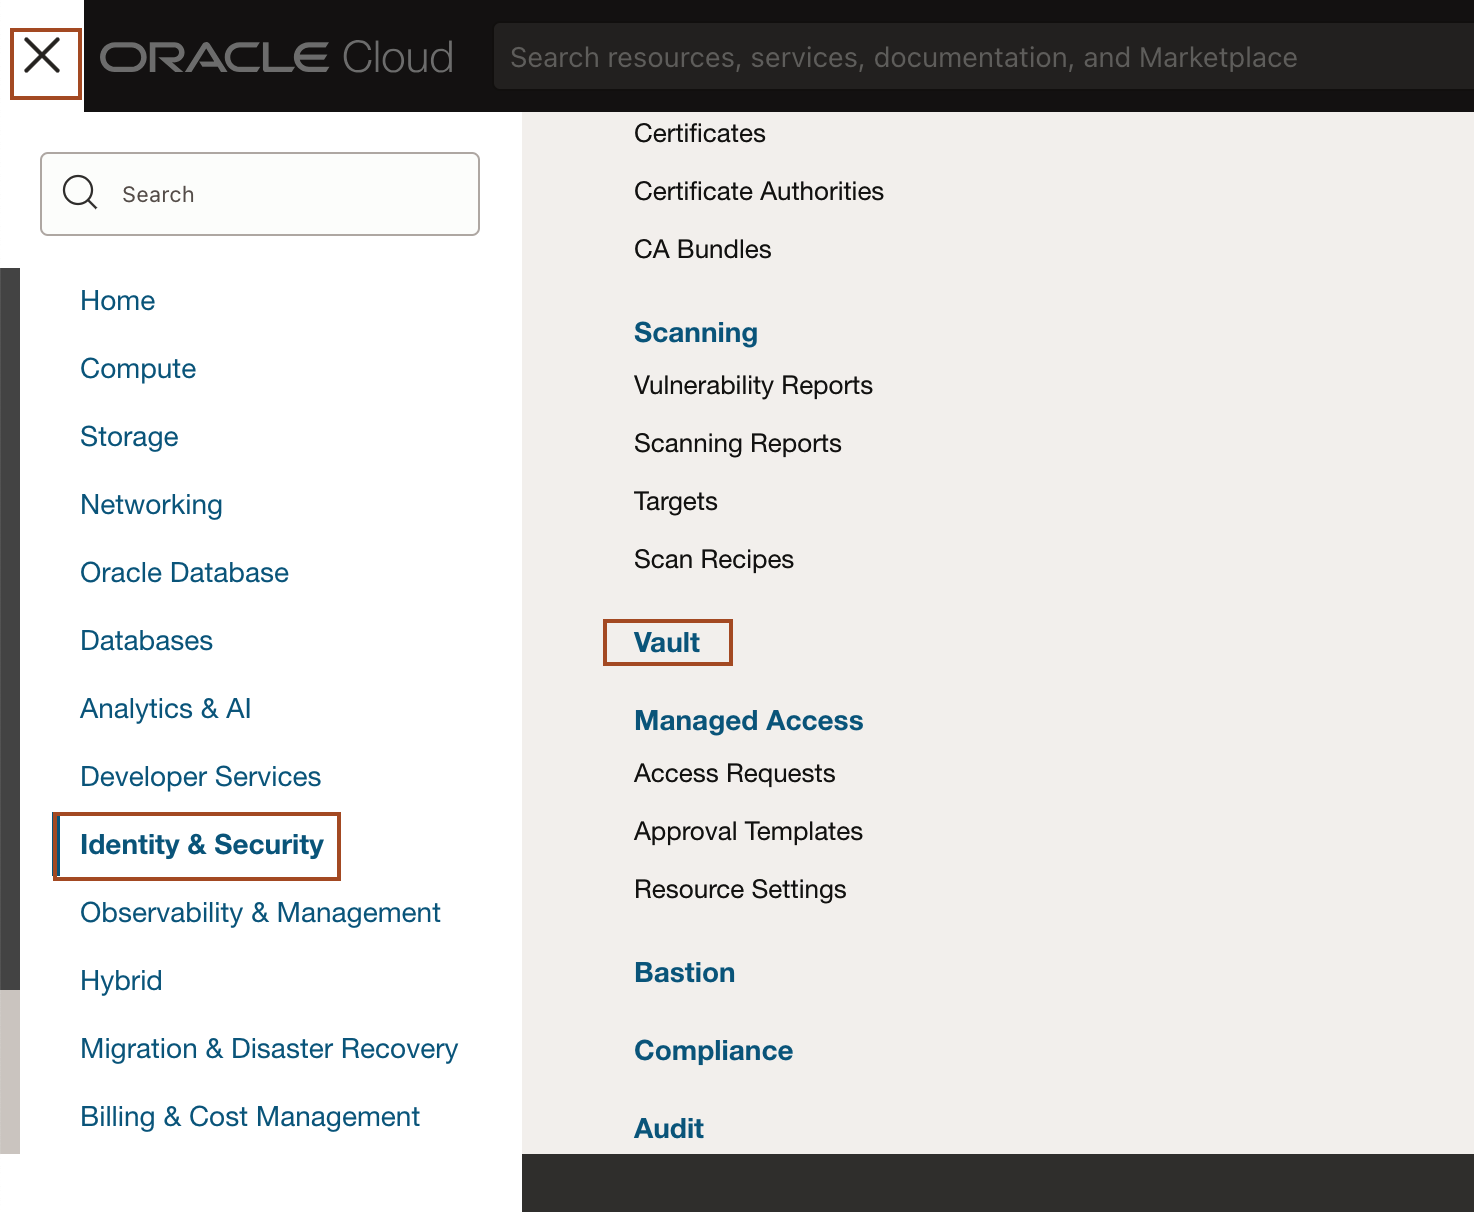 ORACLE Cloud
Search resources, services, documentation, and Marketplace
Search
Home
Compute
Storage
Networking
Oracle Database
Databases
Analytics & AI
Developer Services
Identity & Security
Observability & Management
Hybrid
Migration & Disaster Recovery
Billing & Cost Management
Certificates
Certificate Authorities
CA Bundles
Scanning
Vulnerability Reports
Scanning Reports
Targets
Scan Recipes
Vault
Managed Access
Access Requests
Approval Templates
Resource Settings
Bastion
Compliance
Audit